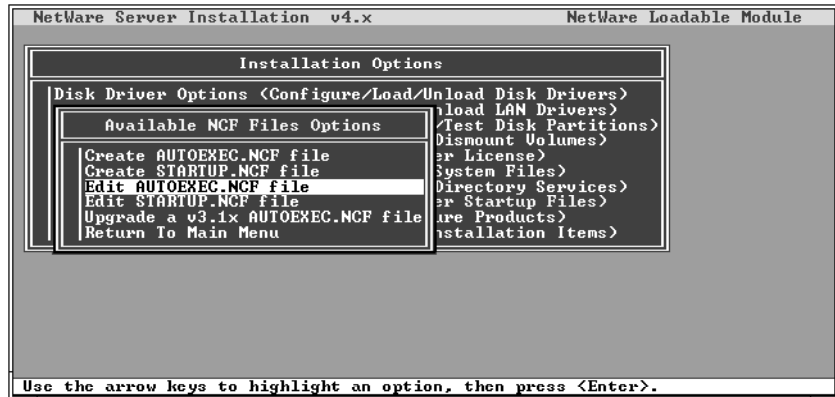 NetWare Server Installation v4.x NetWare Loadable Module
Installation Options
Disk Driver Options (Configure/Load/Unload Disk Drivers)
nload LAN Drivers)
Available NCF Files Options
/Test Disk Partitions)
Dismount Volumes)
Create AUTOEXEC.NCF file
er License)
Create STARTUP.NCF file
System Files)
Edit AUTOEXEC.NCF file
Directory Services)
Edit STARTUP.NCF file
er Startup Files)
Upgrade a v3.1x AUTOEXEC.NCF file
ure Products)
Return To Main Menu
nstallation Items)
Use the arrow keys to highlight an option, then press <Enter>.